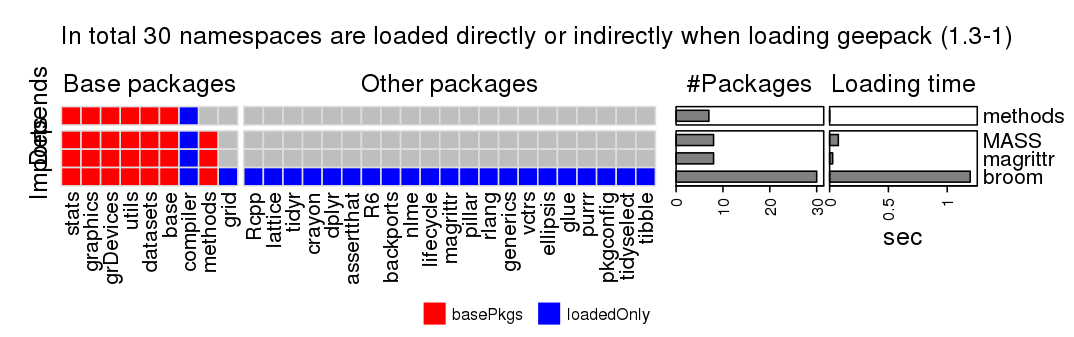 In total 30 namespaces are loaded directly or indirectly when loading geepack (1.3-1)
Base packages
Other packages
#Packages
Loading time
Depends
Imports
methods
MASS
magrittr
broom
stats
graphics
grDevices
utils
datasets
base
compiler
methods
grid
Rcpp
lattice
tidyr
crayon
dplyr
assertthat
R6
backports
nlme
lifecycle
magrittr
pillar
rlang
generics
vctrs
ellipsis
glue
purrr
pkgconfig
tidyselect
tibble
0
10
20
30
0
0.5
1
sec
basePkgs
loadedOnly